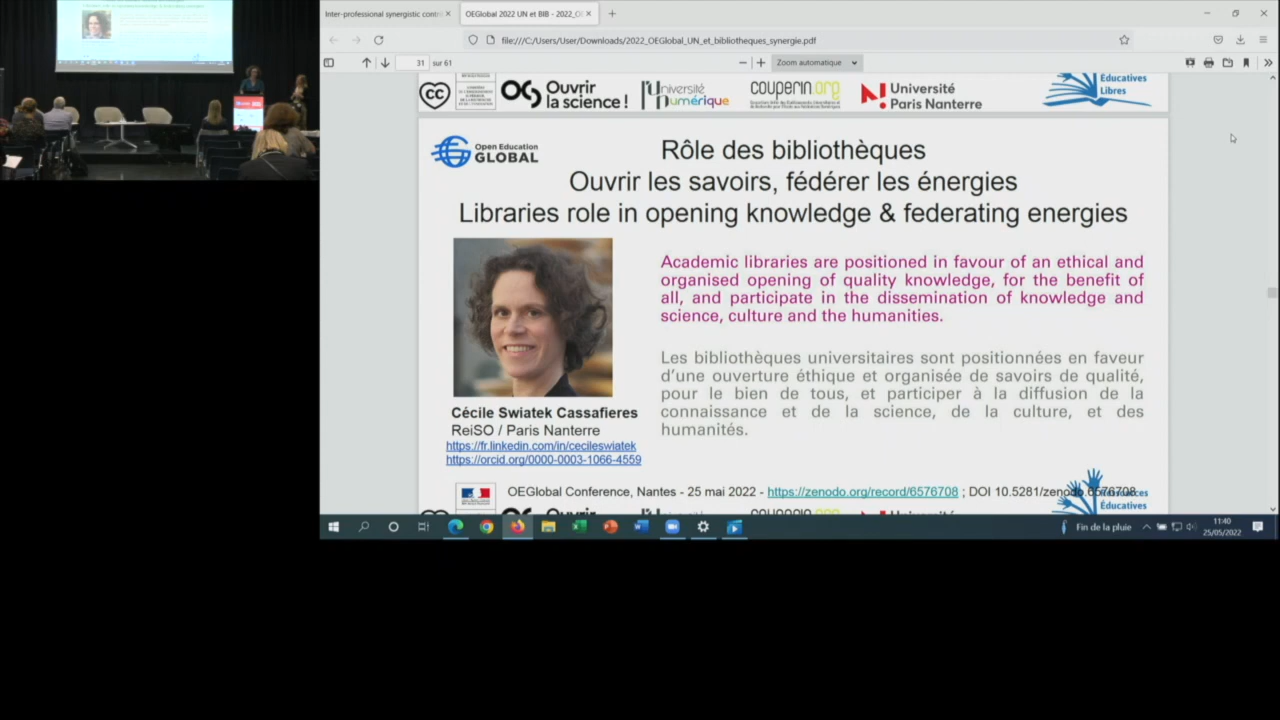 Inter-professional synergistic contr
OEGlobal 2022 UN et BIB - 2022_O
file:///C:/Users/User/Downloads/2022_OEGlobal_UN_et_bibliotheques_synergie.pdf
31 sur 61
Zoom automatique
CC
Ouvrir
la science !
Université
numérique
couperin.org
Université
Paris Nanterre
Éducatives
Libres
Open Education
GLOBAL
Rôle des bibliothèques
Ouvrir les savoirs, fédérer les énergies
Libraries role in opening knowledge & federating energies
Academic libraries are positioned in favour of an ethical and
organised opening of quality knowledge, for the benefit of
all, and participate in the dissemination of knowledge and
science, culture and the humanities.
Les bibliothèques universitaires sont positionnées en faveur
d'une ouverture éthique et organisée de savoirs de qualité,
pour le bien de tous, et participer à la diffusion de la
connaissance et de la science, de la culture, et des
humanités.
Cécile Swiatek Cassafieres
ReiSO / Paris Nanterre
https://fr.linkedin.com/in/cecileswiatek
https://orcid.org/0000-0003-1066-4559
OEGlobal Conference, Nantes - 25 mai 2022 - https://zenodo.org/record/6576708 ; DOI 10.5281/zenodo.6576708
Ressources
Éducatives
Fin de la pluie
11:40
25/05/2022